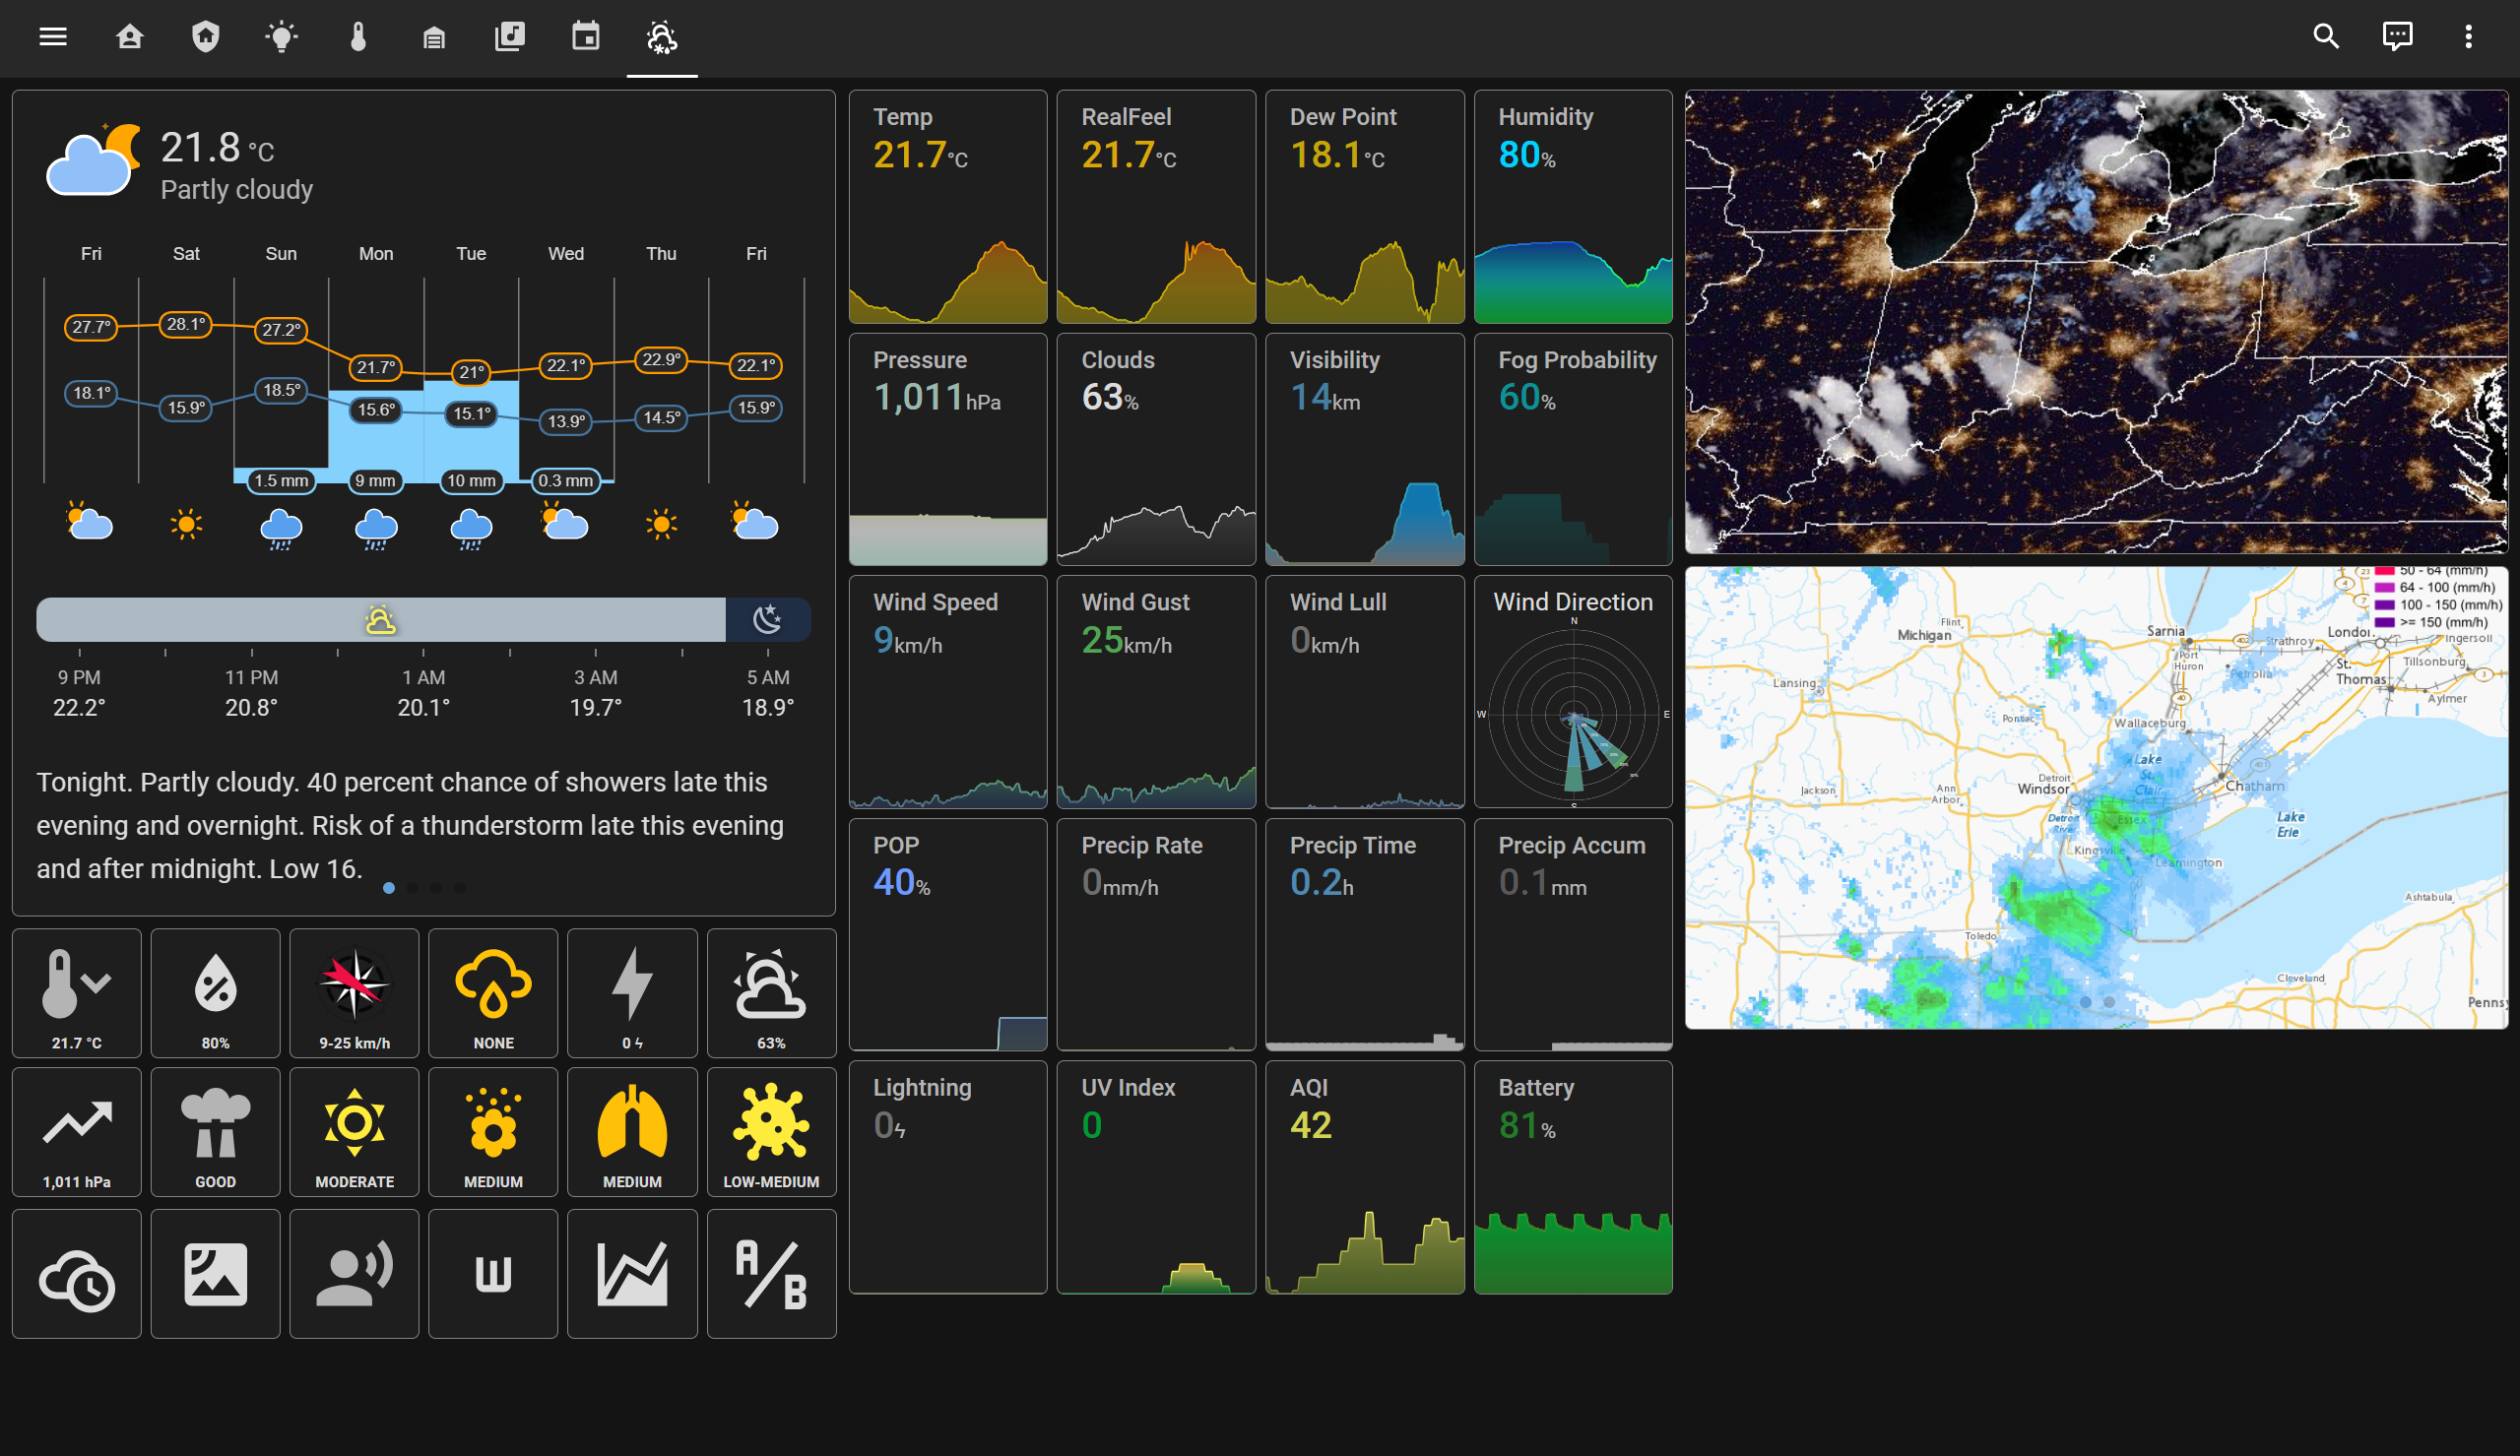 21.8 °C
Partly cloudy
Fri Sat Sun Mon Tue Wed Thu Fri
27.7° 28.1° 27.2° 21.7° 21° 22.1° 22.9° 22.1°
18.1° 15.9° 18.5° 15.6° 15.1° 13.9° 14.5° 15.9°
1.5 mm 9 mm 10 mm 0.3 mm
9 PM 11 PM 1 AM 3 AM 5 AM
22.2° 20.8° 20.1° 19.7° 18.9°
Tonight. Partly cloudy. 40 percent chance of showers late this
evening and overnight. Risk of a thunderstorm late this evening
and after midnight. Low 16.
21.7 °C 80% 9-25 km/h NONE 0 ϟ 63%
1,011 hPa GOOD MODERATE MEDIUM MEDIUM LOW-MEDIUM
W
A/B
Temp
21.7°C
RealFeel
21.7°C
Dew Point
18.1°C
Humidity
80%
Pressure
1,011hPa
Clouds
63%
Visibility
14km
Fog Probability
60%
Wind Speed
9km/h
Wind Gust
25km/h
Wind Lull
0km/h
Wind Direction
N
W
E
S
POP
40%
Precip Rate
0mm/h
Precip Time
0.2h
Precip Accum
0.1mm
Lightning
0ϟ
UV Index
0
AQI
42
Battery
81%
50 - 64 (mm/h)
64 - 100 (mm/h)
100 - 150 (mm/h)
>= 150 (mm/h)
Flint
Michigan
Sarnia
402
Strathroy
London
Ingersoll
Port
Huron
Tillsonburg
3
Lansing
Petrolia
St.
Thomas
Aylmer
40
Pontiac
Wallaceburg
Lake
St.
Clair
Detroit
Windsor
Chatham
Jackson
Ann
Arbor
Detroit
River
Essex
Lake
Erie
Kingsville
Leamington
Ashtabula
Toledo
Cleveland
Pennsy